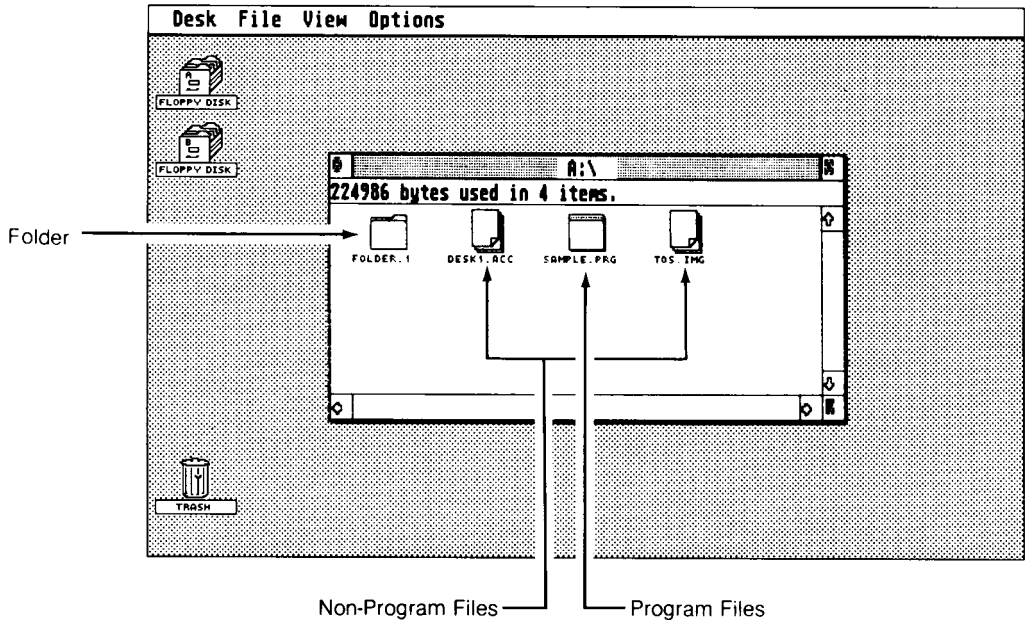 Desk File View Options
A
FLOPPY DISK
B
FLOPPY DISK
A:\
224986 bytes used in 4 items.
Folder
FOLDER.1 DESK1.ACC SAMPLE.PRG TOS.IMG
TRASH
Non-Program Files
Program Files